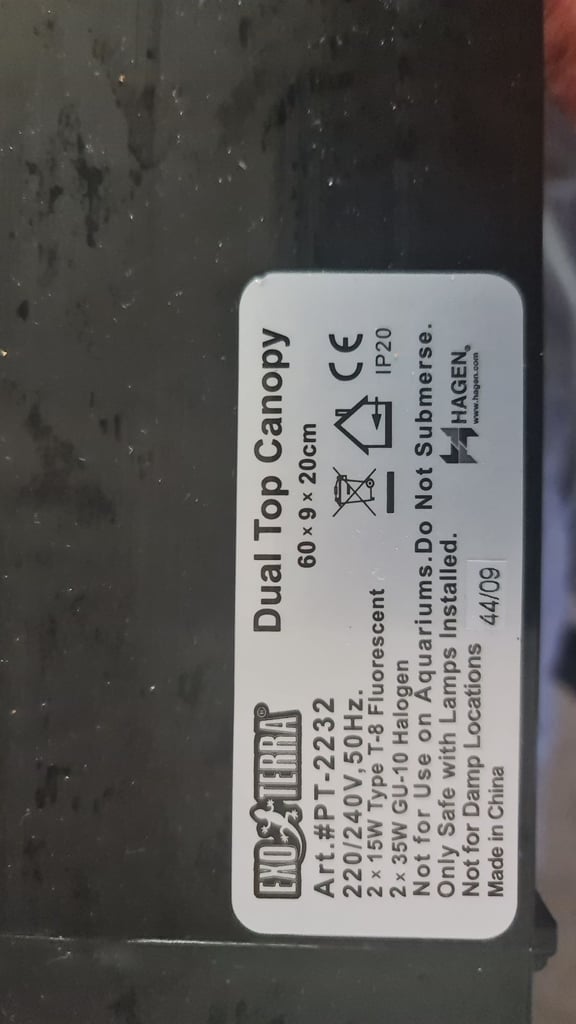 EXO TERRA®
Dual Top Canopy
60 x 9 x 20cm
Art.#PT-2232
220/240V,50Hz.
2 x 15W Type T-8 Fluorescent
2 x 35W GU-10 Halogen
CE
IP20
Not for Use on Aquariums.Do Not Submerse.
Only Safe with Lamps Installed.
Not for Damp Locations
44/09
Made in China
HAGEN®
www.hagen.com